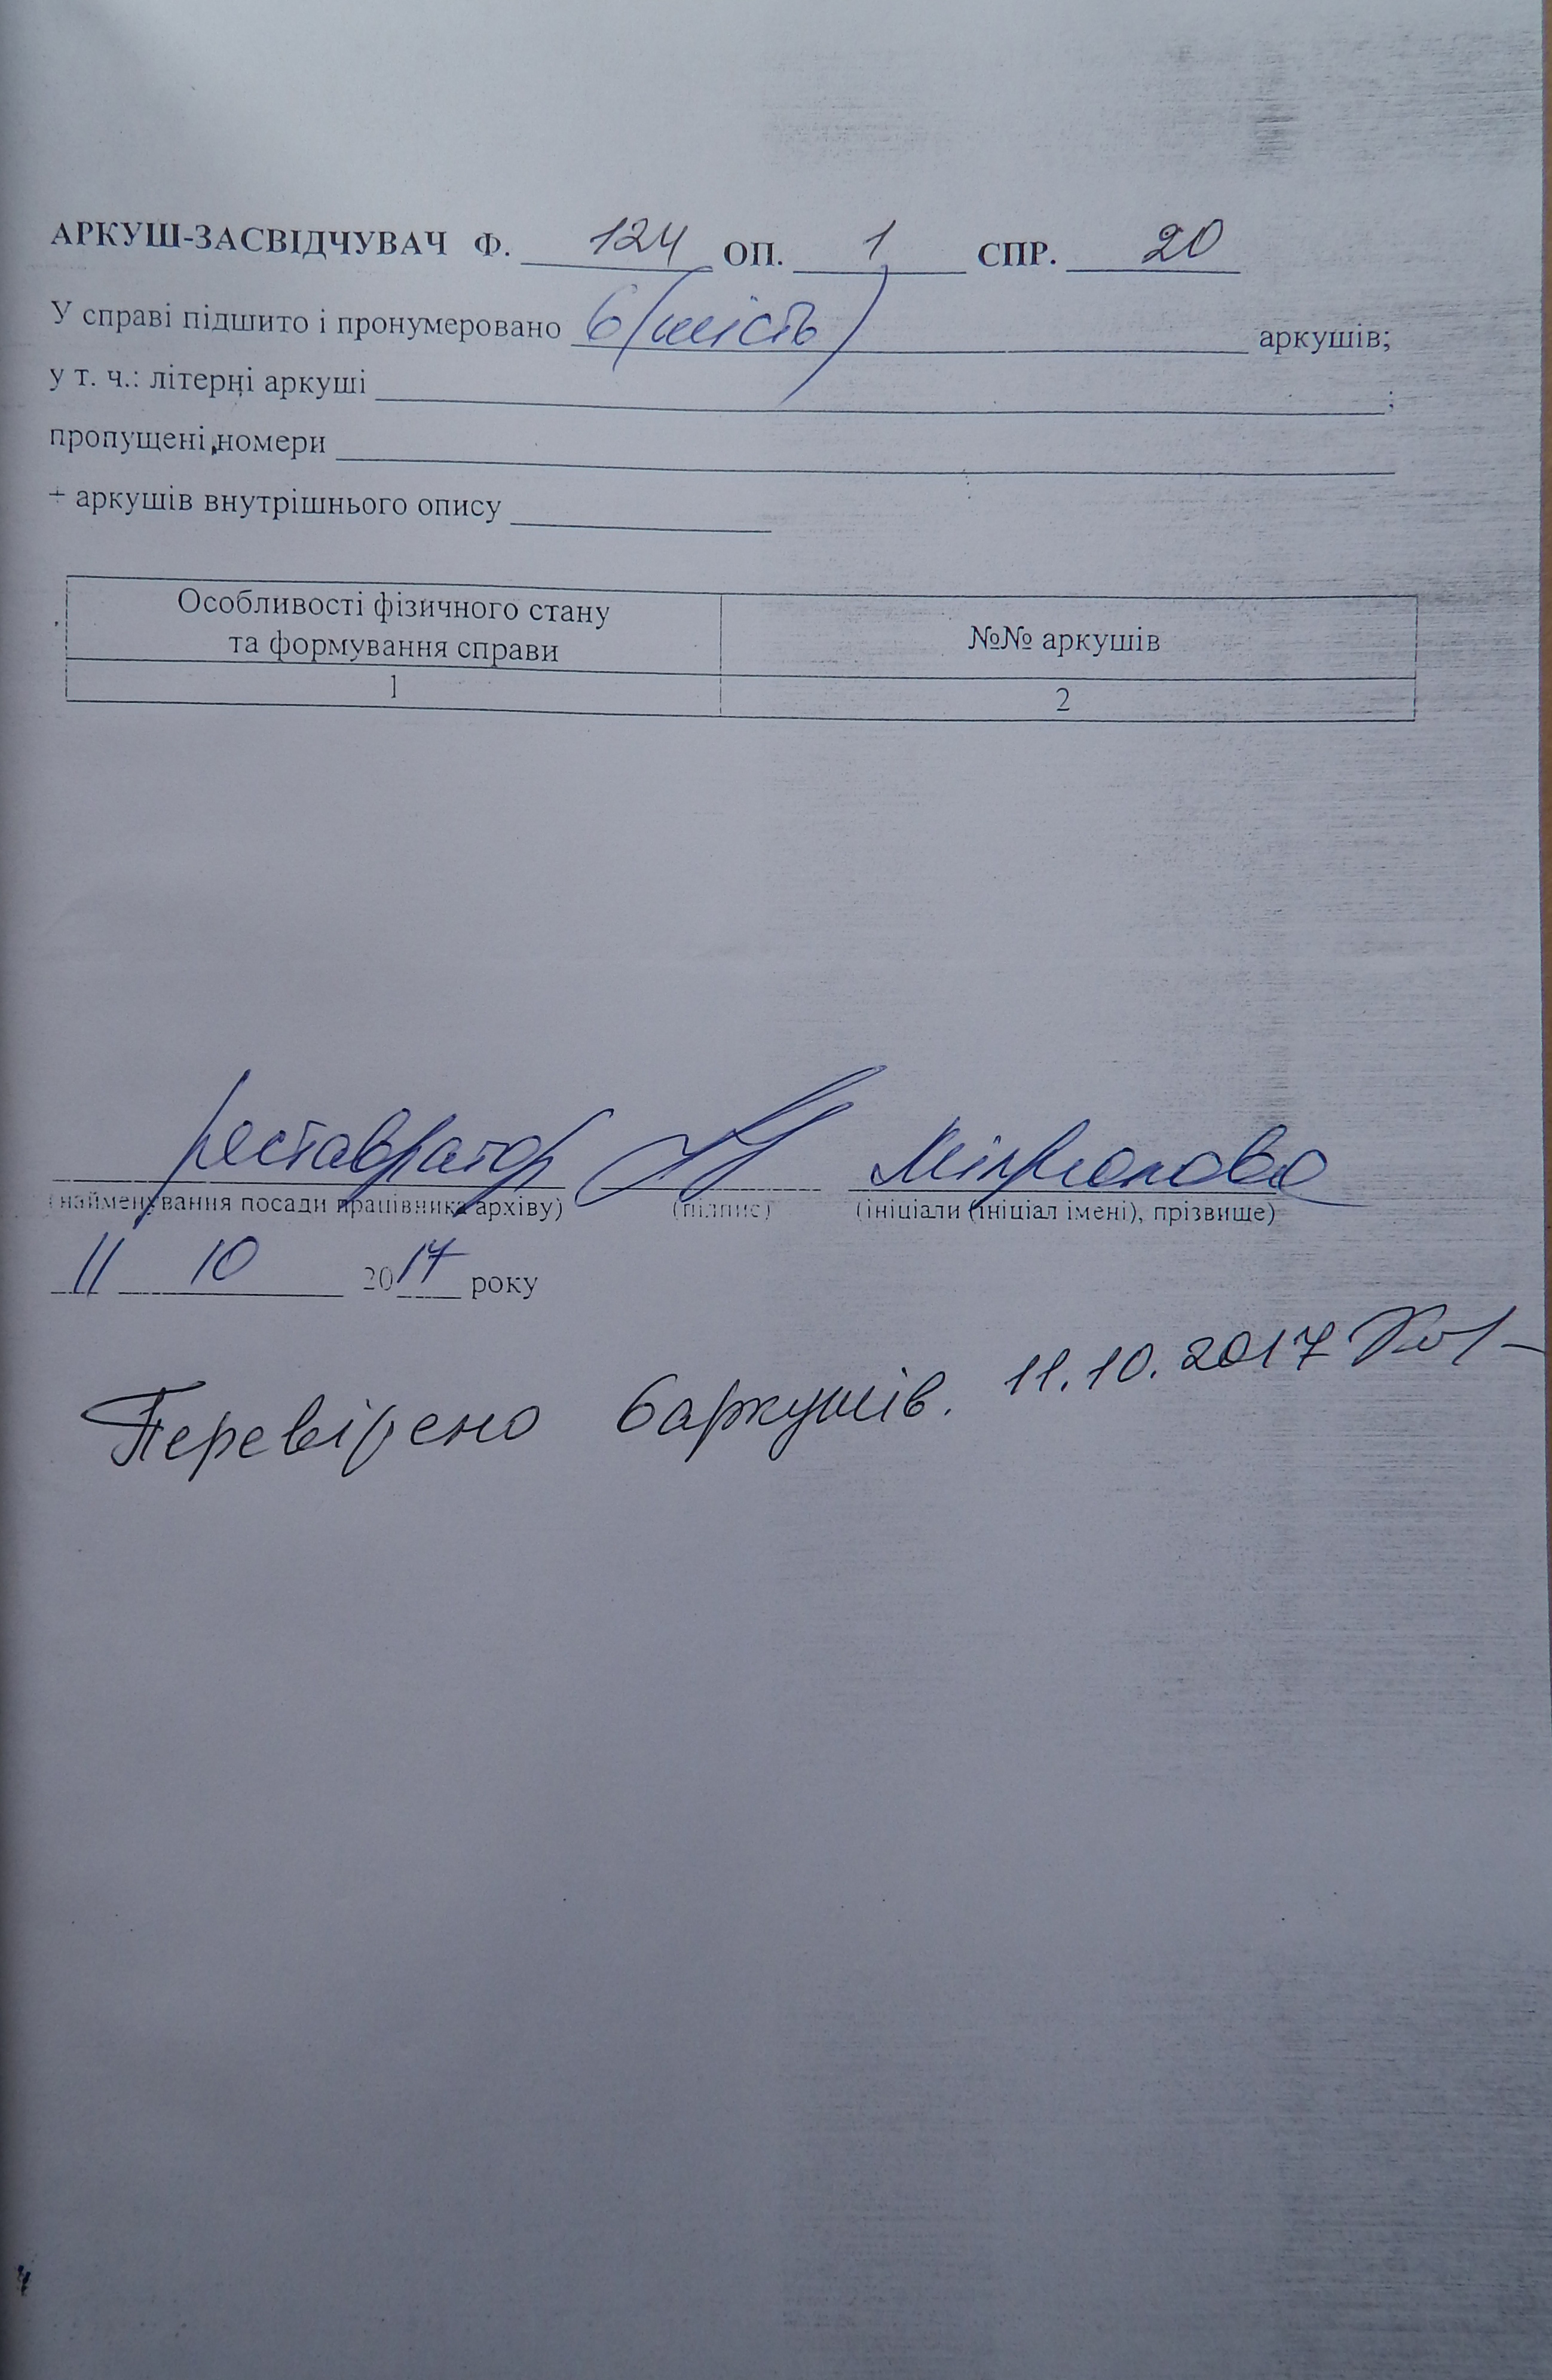 АРКУШ-ЗАСВІДЧУВАЧ Ф. 124 ОП. 1 СПР. 20
У справі підшито і пронумеровано 6 (шість) аркушів;
у т. ч.: літерні аркуші ;
пропущені номери
+ аркушів внутрішнього опису
Особливості фізичного стану
та формування справи
№№ аркушів
1
2
реставратор
(найменування посади працівника архіву) (підпис) (ініціали (ініціал імені), прізвище)
11 10 2017 року
Перевірено 6 аркушів. 11.10.2017